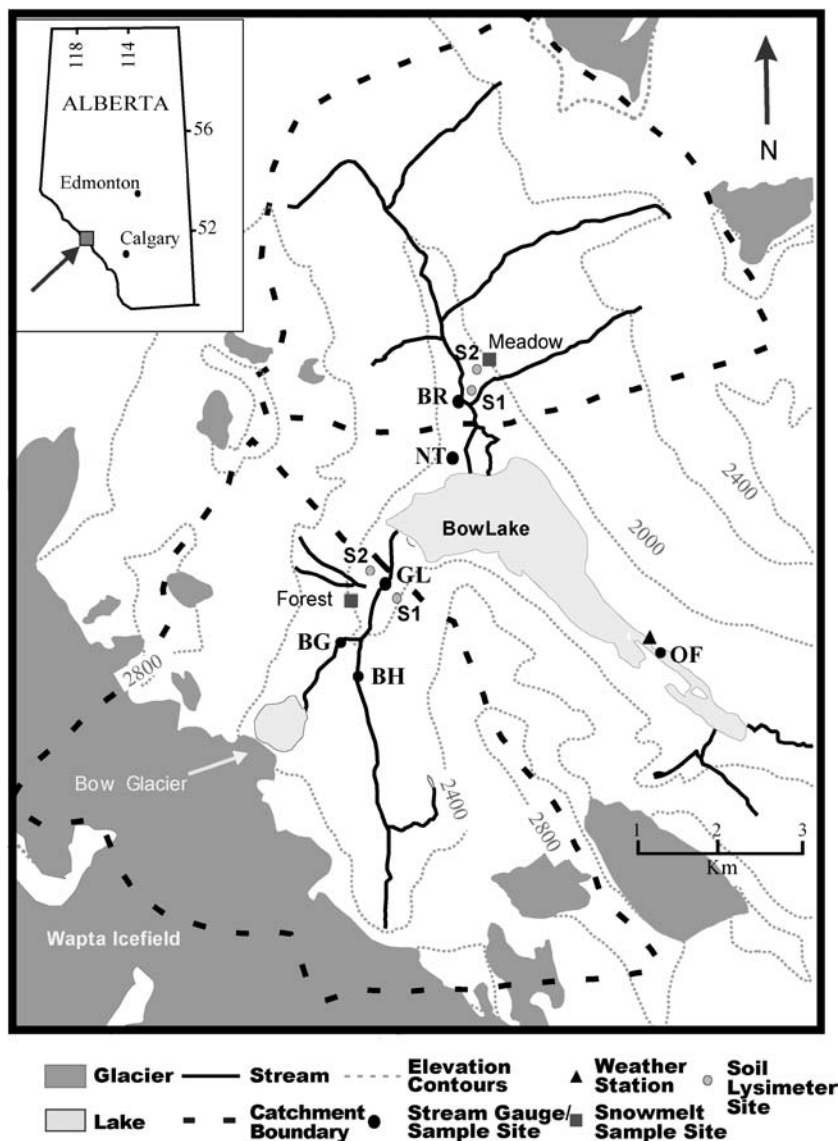 118
114
ALBERTA
56
Edmonton
52
Calgary
N
Meadow
S2
S1
BR
NT
2400
2000
BowLake
S2
GL
Forest
S1
BG
OF
BH
2800
Bow Glacier
2400
2800
1 2 3
Km
Wapta Icefield
Glacier Stream Elevation Contours Weather Station Soil Lysimeter Site
Lake Catchment Boundary Stream Gauge/ Sample Site Snowmelt Sample Site